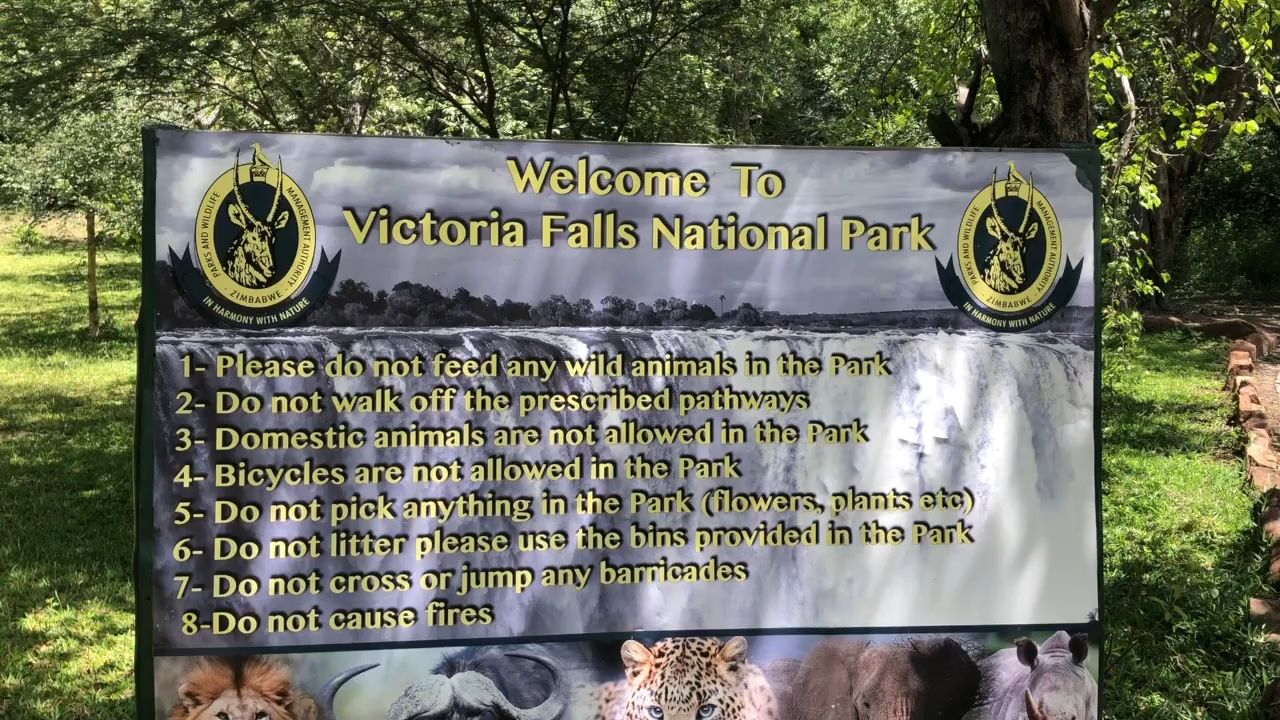 Welcome To
Victoria Falls National Park
PARKS AND WILDLIFE MANAGEMENT AUTHORITY
- ZIMBABWE -
IN HARMONY WITH NATURE
PARKS AND WILDLIFE MANAGEMENT AUTHORITY
- ZIMBABWE -
IN HARMONY WITH NATURE
1- Please do not feed any wild animals in the Park
2- Do not walk off the prescribed pathways
3- Domestic animals are not allowed in the Park
4- Bicycles are not allowed in the Park
5- Do not pick anything in the Park (flowers, plants etc)
6- Do not litter please use the bins provided in the Park
7- Do not cross or jump any barricades
8-Do not cause fires